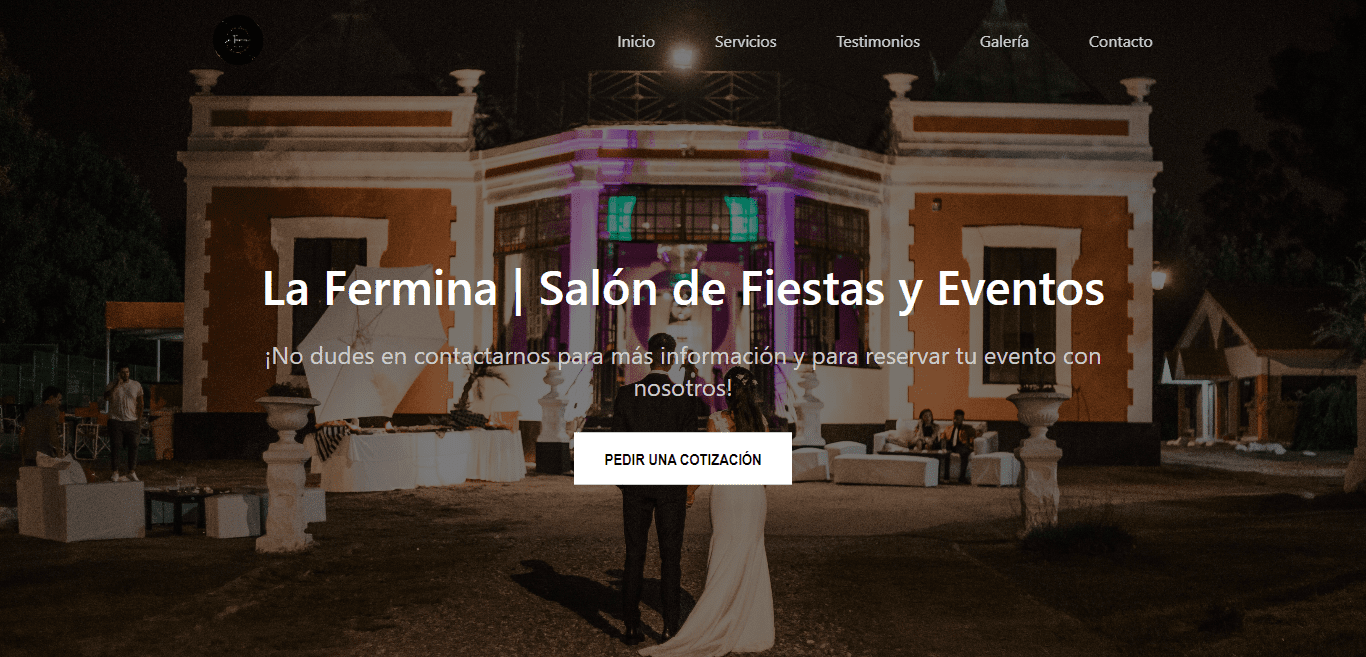 Inicio Servicios Testimonios Galería Contacto
La Fermina | Salón de Fiestas y Eventos
¡No dudes en contactarnos para más información y para reservar tu evento con
nosotros!
PEDIR UNA COTIZACIÓN